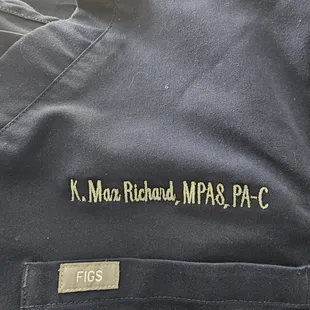 K. Max Richard, MPAS, PA-C
FIGS